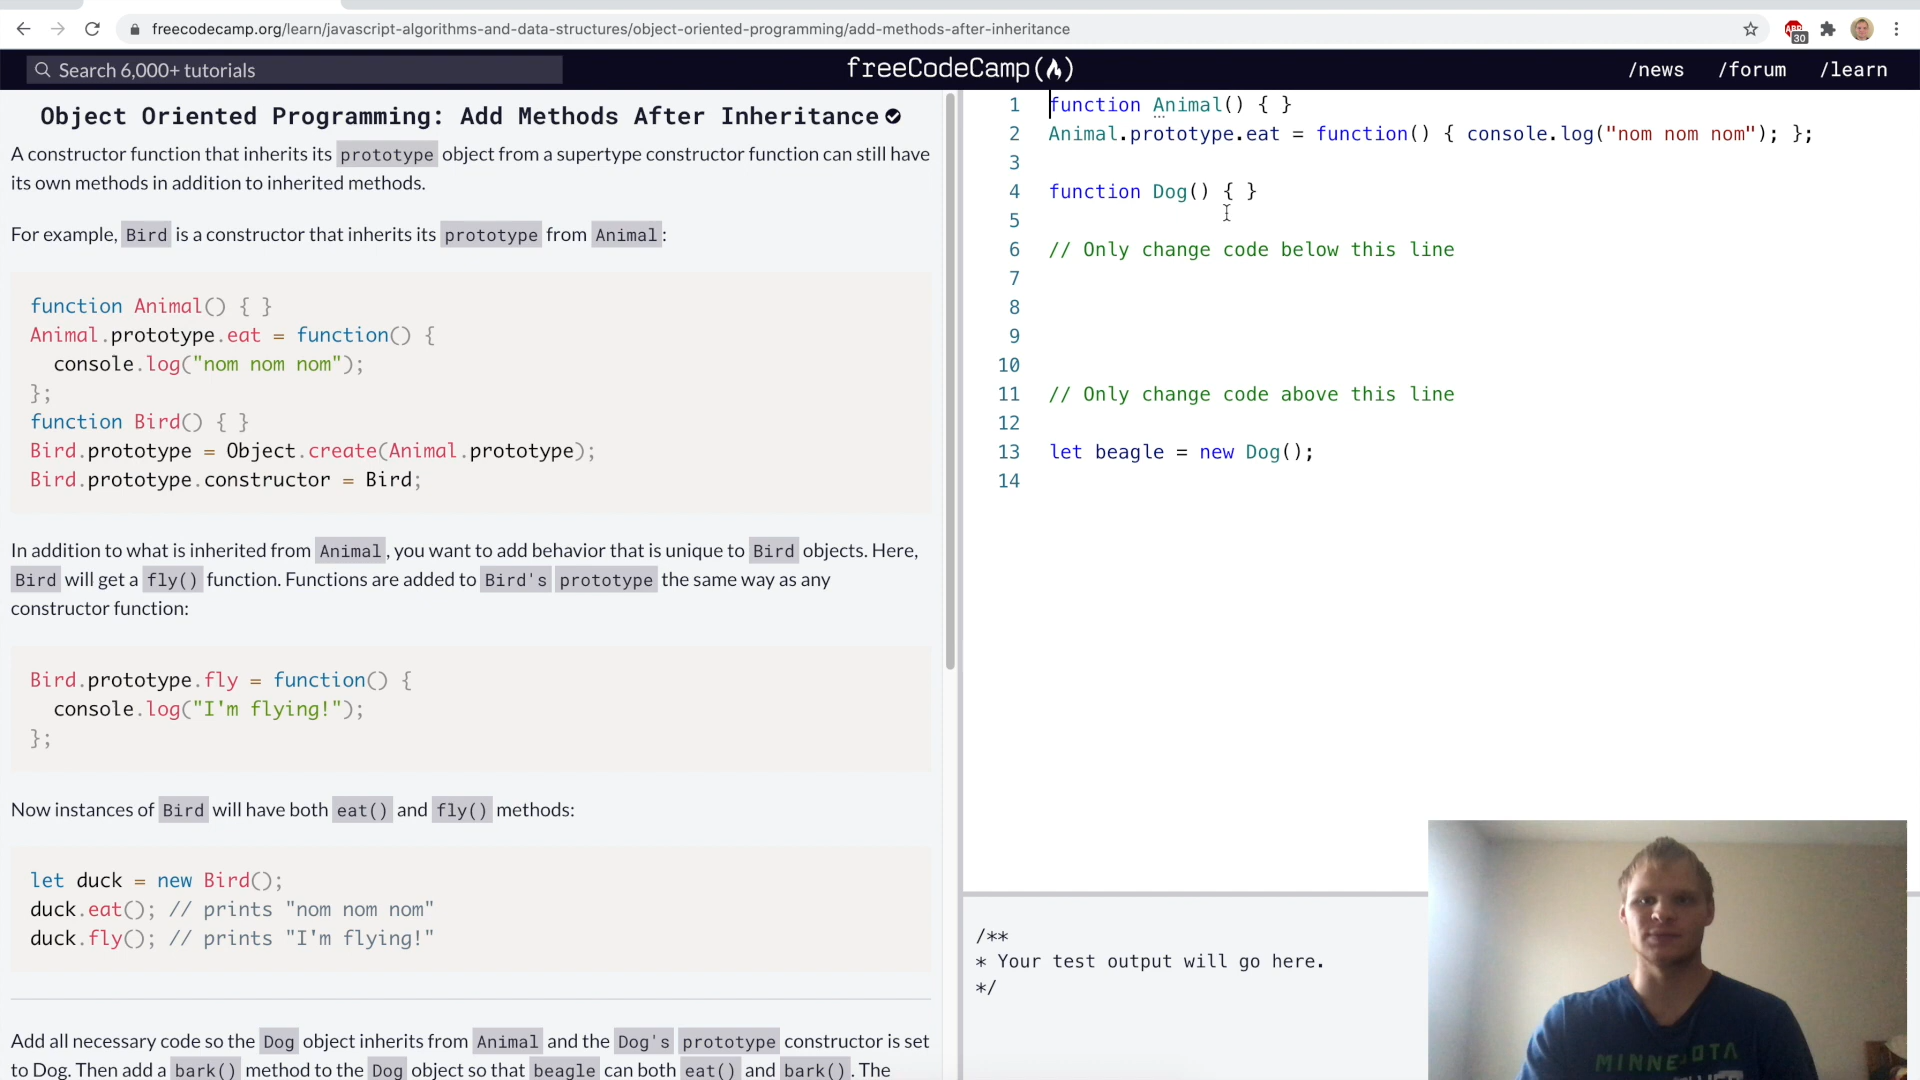 freecodecamp.org/learn/javascript-algorithms-and-data-structures/object-oriented-programming/add-methods-after-inheritance
30
Search 6,000+ tutorials
freeCodeCamp
/news /forum /learn
Object Oriented Programming: Add Methods After Inheritance
A constructor function that inherits its prototype object from a supertype constructor function can still have
its own methods in addition to inherited methods.
For example, Bird is a constructor that inherits its prototype from Animal:
function Animal() { }
Animal.prototype.eat = function() {
console.log("nom nom nom");
};
function Bird() { }
Bird.prototype = Object.create(Animal.prototype);
Bird.prototype.constructor = Bird;
In addition to what is inherited from Animal, you want to add behavior that is unique to Bird objects. Here,
Bird will get a fly() function. Functions are added to Bird's prototype the same way as any
constructor function:
Bird.prototype.fly = function() {
console.log("I'm flying!");
};
Now instances of Bird will have both eat() and fly() methods:
let duck = new Bird();
duck.eat(); // prints "nom nom nom"
duck.fly(); // prints "I'm flying!"
Add all necessary code so the Dog object inherits from Animal and the Dog's prototype constructor is set
to Dog. Then add a bark() method to the Dog object so that beagle can both eat() and bark(). The
1 function Animal() { }
2 Animal.prototype.eat = function() { console.log("nom nom nom"); };
3
4 function Dog() { }
5
6 // Only change code below this line
7
8
9
10
11 // Only change code above this line
12
13 let beagle = new Dog();
14
/**
* Your test output will go here.
*/
MINNESOTA